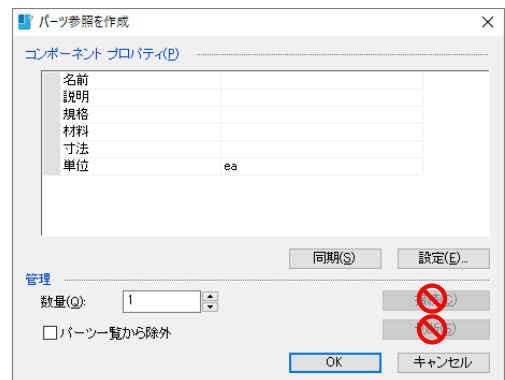 パーツ参照を作成
コンポーネント プロパティ(P)
名前
説明
規格
材料
寸法
単位 ea
同期(S) 設定(E)...
管理
数量(Q): 1
パーツ一覧から除外
OK キャンセル